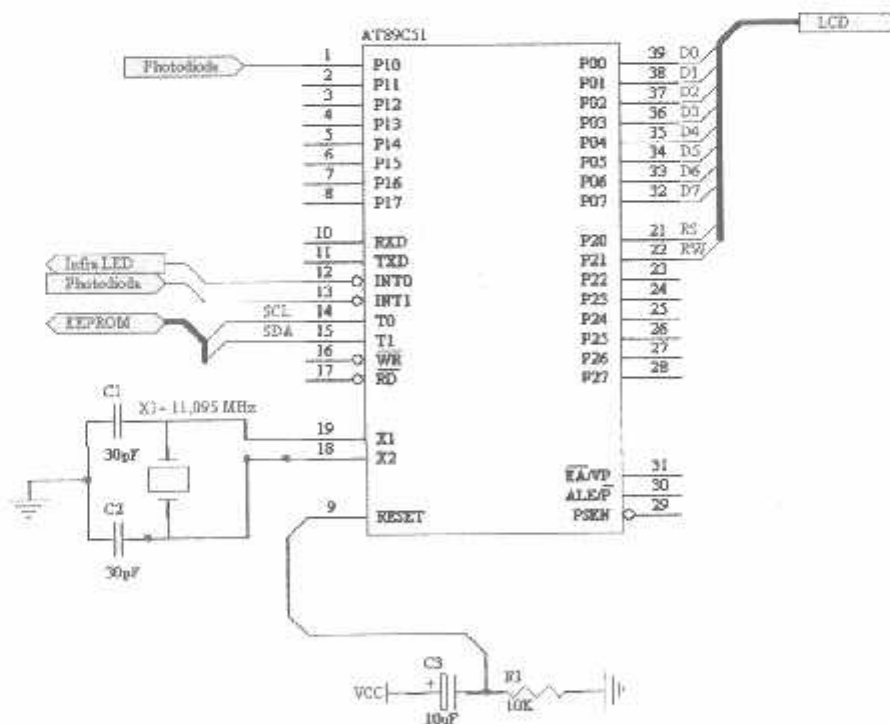 LCD
AT89C51
Photodioda
1 P10
2 P11
3 P12
4 P13
5 P14
6 P15
7 P16
8 P17
10 RXD
11 TXD
12 INT0
13 INT1
14 T0
15 T1
16 WR
17 RD
19 X1
18 X2
9 RESET
P00 39 D0
P01 38 D1
P02 37 D2
P03 36 D3
P04 35 D4
P05 34 D5
P06 33 D6
P07 32 D7
P20 21 RS
P21 22 RW
P22 23
P23 24
P24 25
P25 26
P26 27
P27 28
EA/VP 31
ALE/P 30
PSEN 29
Infra LED
Photodioda
EEPROM
SCL
SDA
C1
30pF
X1= 11,095 MHz
C2
30pF
VCC
C3
+
10uF
R1
10K